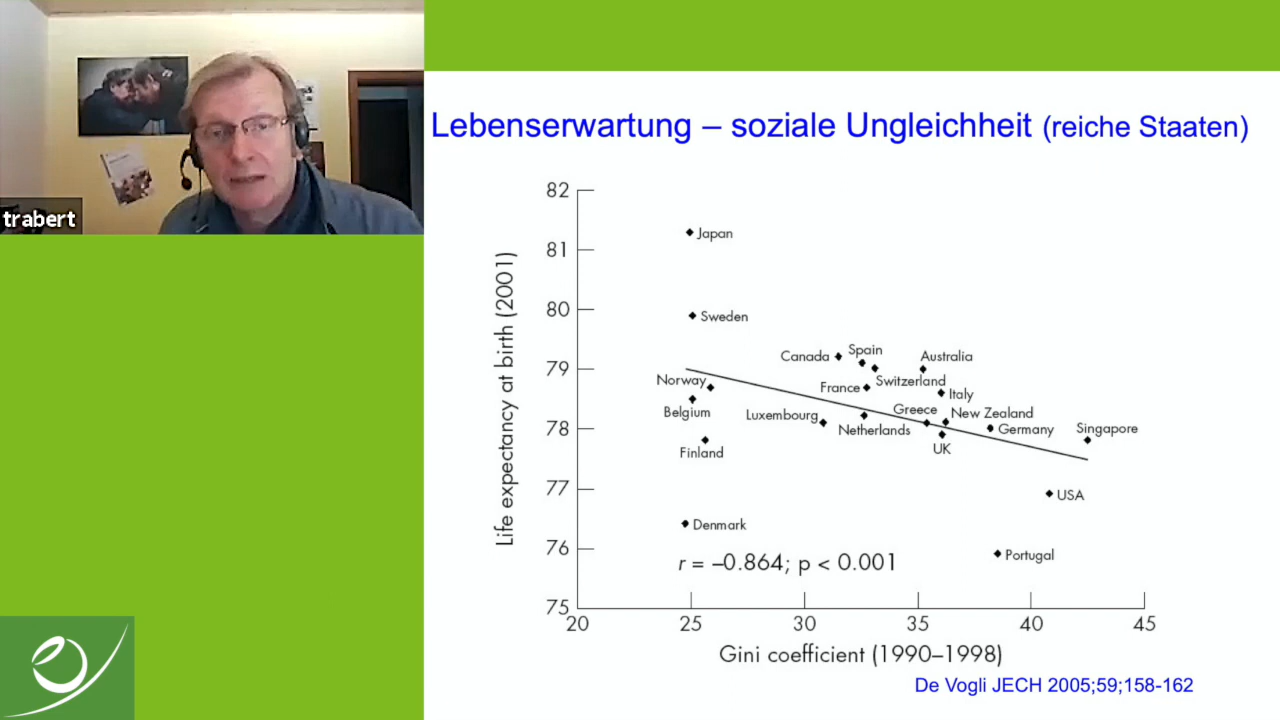 trabert
Lebenserwartung – soziale Ungleichheit (reiche Staaten)
Life expectancy at birth (2001)
82
81
80
79
78
77
76
75
Japan
Sweden
Canada
Spain
Australia
Norway
France
Switzerland
Italy
Belgium
Luxembourg
Greece
New Zealand
Netherlands
Germany
Singapore
UK
Finland
USA
Denmark
Portugal
r = –0.864; p < 0.001
20
25
30
35
40
45
Gini coefficient (1990–1998)
De Vogli JECH 2005;59;158-162